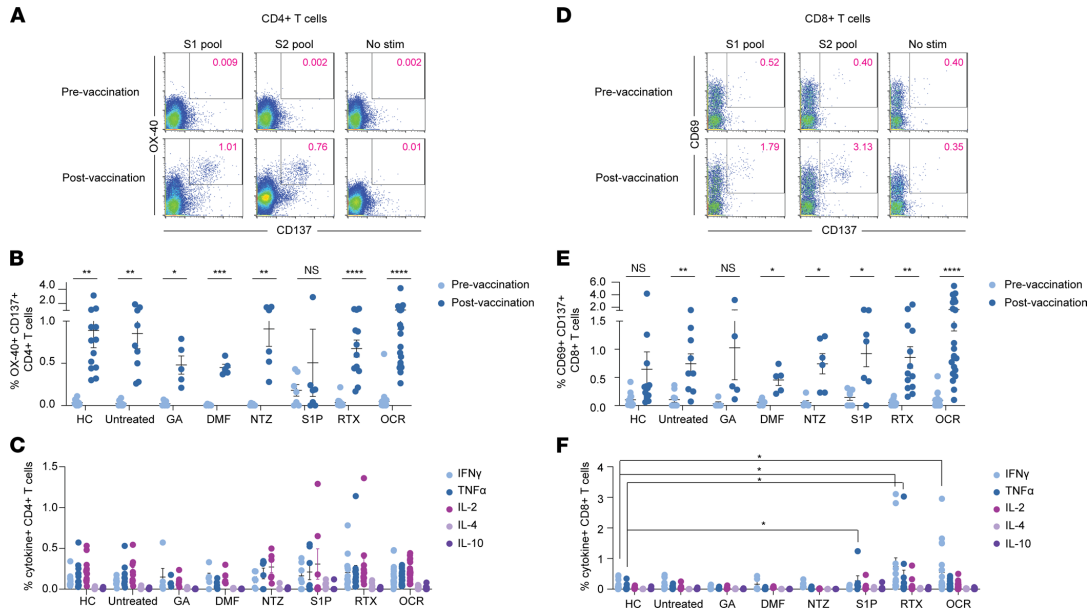 A
CD4+ T cells
S1 pool S2 pool No stim
Pre-vaccination
0.009 0.002 0.002
Post-vaccination
1.01 0.76 0.01
OX-40
CD137
B
NS
** ** * *** ** NS **** ****
% OX-40+ CD137+
CD4+ T cells
4.0
2.0
1.0
0.5
0.0
HC Untreated GA DMF NTZ S1P RTX OCR
Pre-vaccination
Post-vaccination
C
% cytokine+ CD4+ T cells
1.5
1.0
0.5
0.0
HC Untreated GA DMF NTZ S1P RTX OCR
IFNγ
TNFα
IL-2
IL-4
IL-10
D
CD8+ T cells
S1 pool S2 pool No stim
Pre-vaccination
0.52 0.40 0.40
Post-vaccination
1.79 3.13 0.35
CD69
CD137
E
NS ** NS * * * ** ****
% CD69+ CD137+
CD8+ T cells
6.0
4.0
2.0
1.5
1.0
0.5
0.0
HC Untreated GA DMF NTZ S1P RTX OCR
Pre-vaccination
Post-vaccination
F
*
*
*
*
% cytokine+ CD8+ T cells
4
3
2
1
0
HC Untreated GA DMF NTZ S1P RTX OCR
IFNγ
TNFα
IL-2
IL-4
IL-10